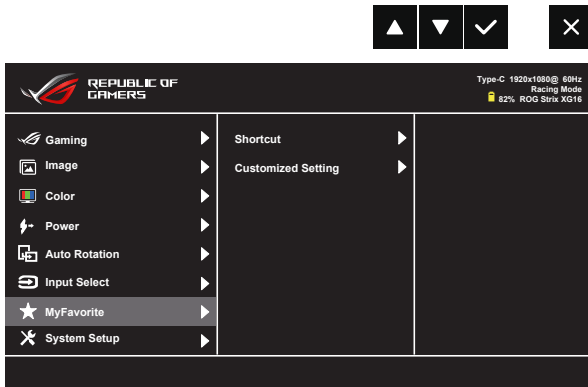 REPUBLIC OF
GAMERS
Type-C 1920x1080@ 60Hz
Racing Mode
82% ROG Strix XG16
Gaming
Image
Color
Power
Auto Rotation
Input Select
MyFavorite
System Setup
Shortcut
Customized Setting